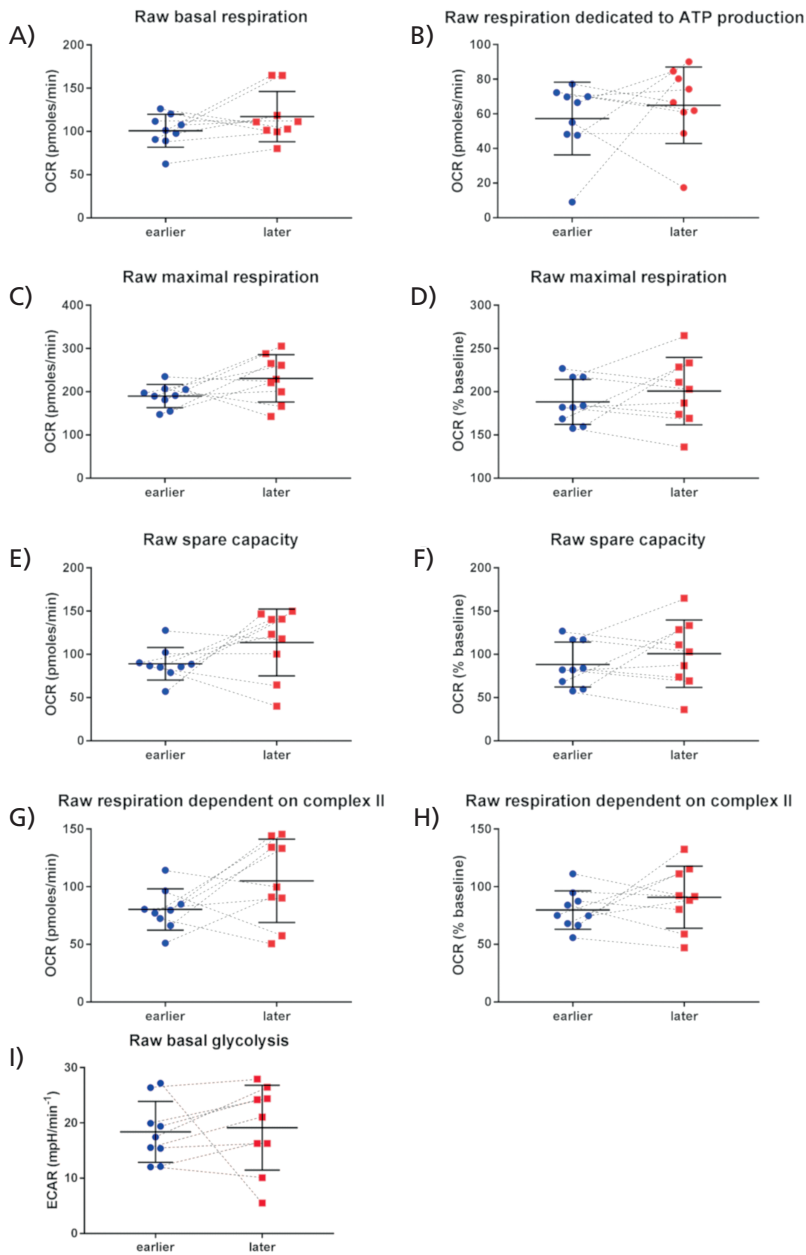 A)
Raw basal respiration
OCR (pmoles/min)
200
150
100
50
0
earlier later
B)
Raw respiration dedicated to ATP production
OCR (pmoles/min)
100
80
60
40
20
0
earlier later
C)
Raw maximal respiration
OCR (pmoles/min)
400
300
200
100
0
earlier later
D)
Raw maximal respiration
OCR (% baseline)
300
250
200
150
100
earlier later
E)
Raw spare capacity
OCR (pmoles/min)
200
150
100
50
0
earlier later
F)
Raw spare capacity
OCR (% baseline)
200
150
100
50
0
earlier later
G)
Raw respiration dependent on complex II
OCR (pmoles/min)
150
100
50
0
earlier later
H)
Raw respiration dependent on complex II
OCR (% baseline)
150
100
50
0
earlier later
I)
Raw basal glycolysis
ECAR (mpH/min⁻¹)
30
20
10
0
earlier later